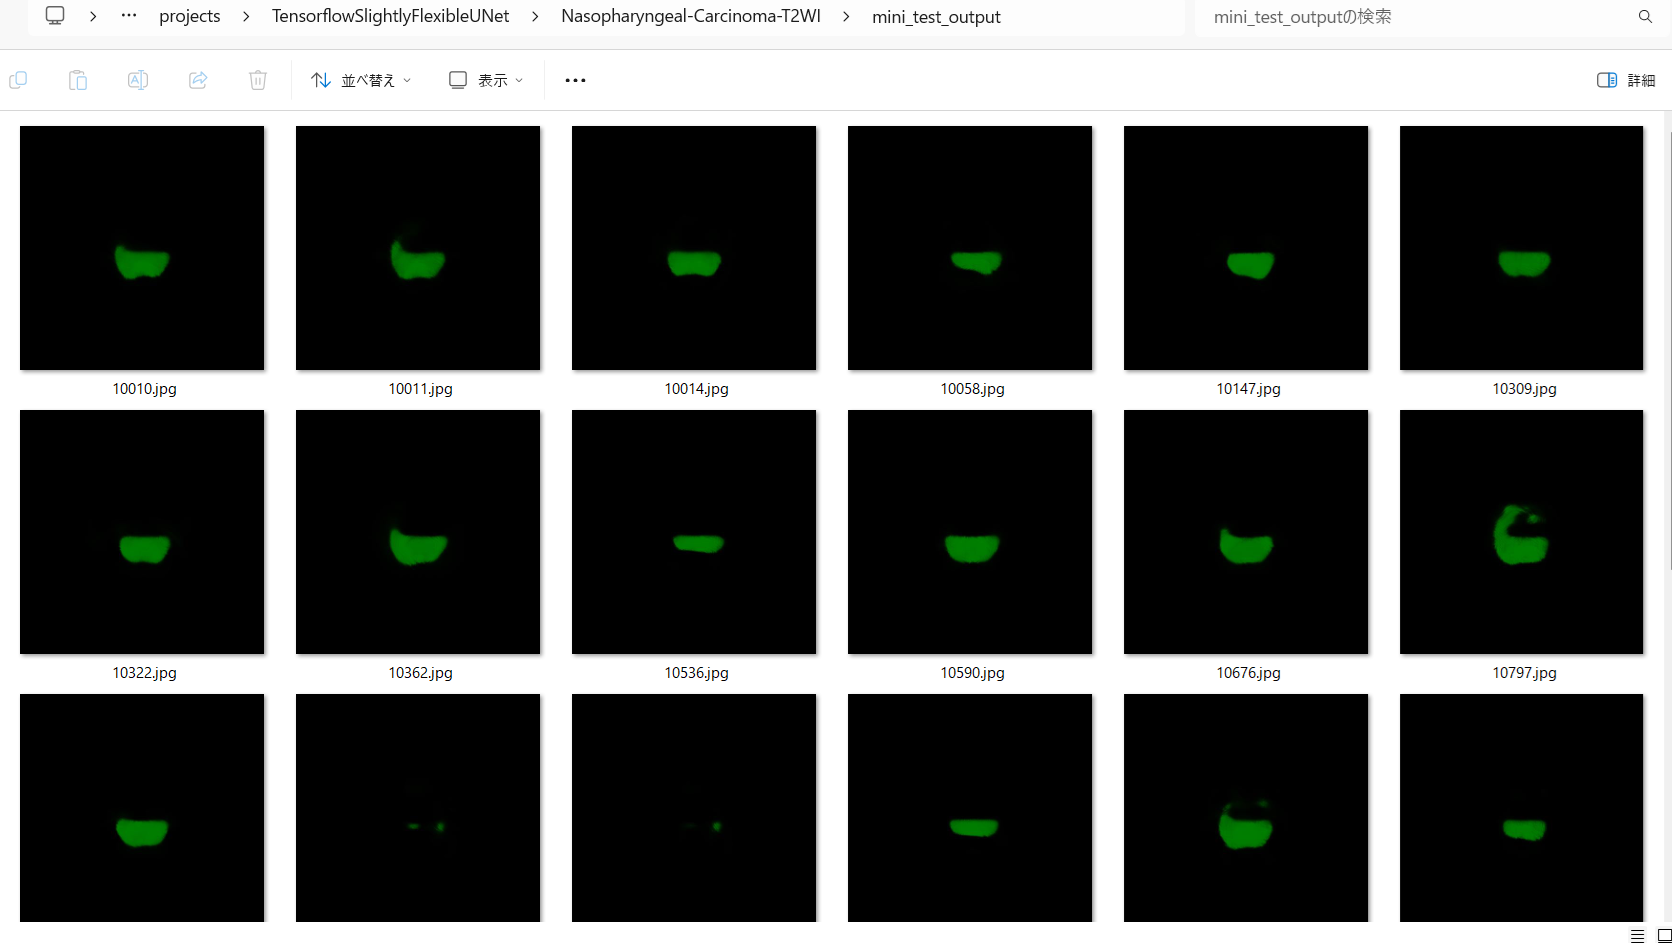 projects > TensorflowSlightlyFlexibleUNet > Nasopharyngeal-Carcinoma-T2WI > mini_test_output
mini_test_outputの検索
並べ替え 表示 詳細
10010.jpg 10011.jpg 10014.jpg 10058.jpg 10147.jpg 10309.jpg
10322.jpg 10362.jpg 10536.jpg 10590.jpg 10676.jpg 10797.jpg